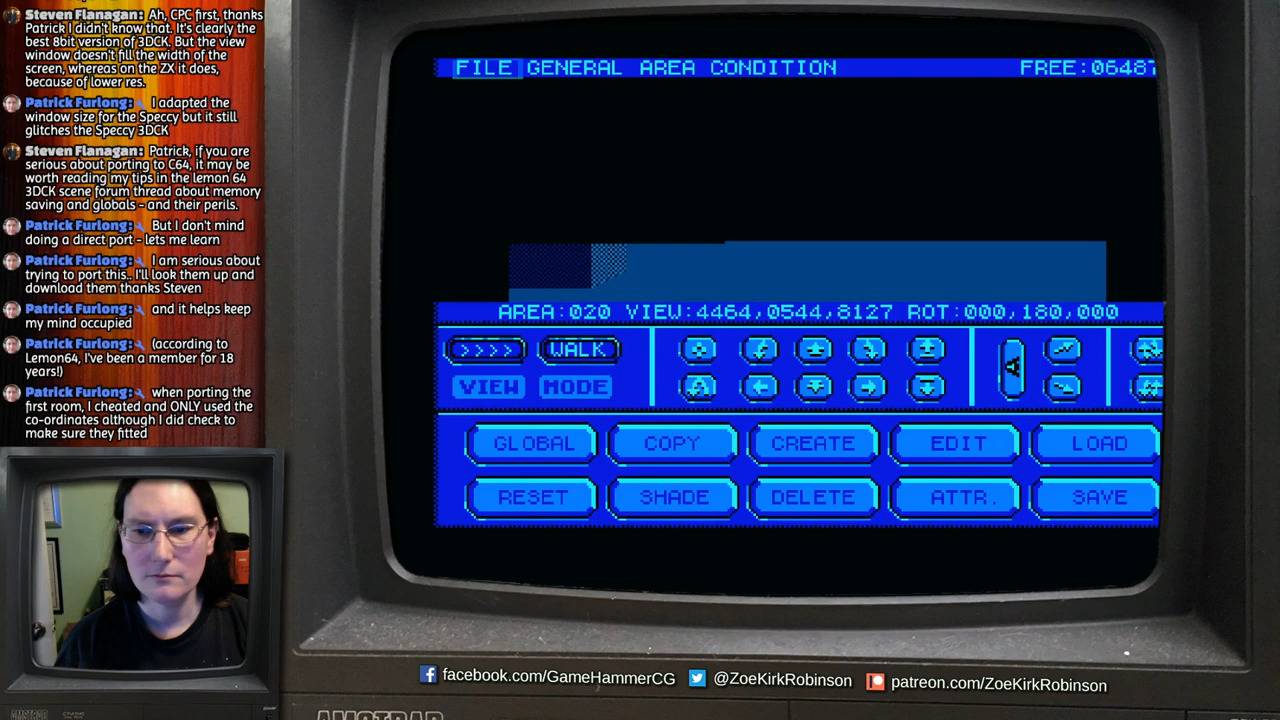 Steven Flanagan: Ah, CPC first, thanks
Patrick I didn't know that. It's clearly the
best 8bit version of 3DCK. But the view
window doesn't fill the width of the
screen, whereas on the ZX it does,
because of lower res.
Patrick Furlong: I adapted the
window size for the Speccy but it still
glitches the Speccy 3DCK
Steven Flanagan: Patrick, if you are
serious about porting to C64, it may be
worth reading my tips in the lemon 64
3DCK scene forum thread about memory
saving and globals - and their perils.
Patrick Furlong: But I don't mind
doing a direct port - lets me learn
Patrick Furlong: I am serious about
trying to port this.. I'll look them up and
download them thanks Steven
Patrick Furlong: and it helps keep
my mind occupied
Patrick Furlong: (according to
Lemon64, I've been a member for 18
years!)
Patrick Furlong: when porting the
first room, I cheated and ONLY used the
co-ordinates although I did check to
make sure they fitted
FILE GENERAL AREA CONDITION FREE:06487
AREA:020 VIEW:4464,0544,8127 ROT:000,180,000
>>>> WALK
VIEW MODE
A
GLOBAL COPY CREATE EDIT LOAD
RESET SHADE DELETE ATTR. SAVE
facebook.com/GameHammerCG @ZoeKirkRobinson patreon.com/ZoeKirkRobinson
AMSTRAD